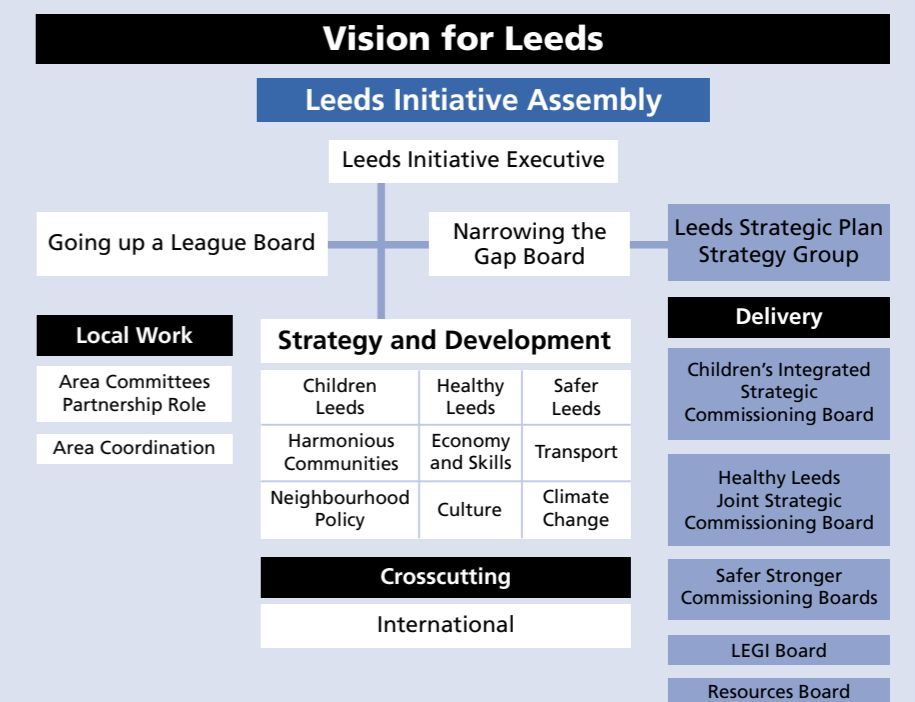 Vision for Leeds
Leeds Initiative Assembly
Leeds Initiative Executive
Going up a League Board
Narrowing the
Gap Board
Leeds Strategic Plan
Strategy Group
Local Work
Area Committees
Partnership Role
Area Coordination
Strategy and Development
Children
Leeds
Healthy
Leeds
Safer
Leeds
Harmonious
Communities
Economy
and Skills
Transport
Neighbourhood
Policy
Culture
Climate
Change
Crosscutting
International
Delivery
Children’s Integrated
Strategic
Commissioning Board
Healthy Leeds
Joint Strategic
Commissioning Board
Safer Stronger
Commissioning Boards
LEGI Board
Resources Board